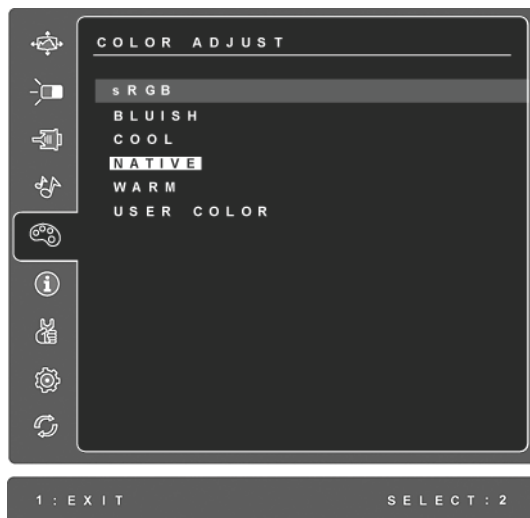 COLOR ADJUST
sRGB
BLUISH
COOL
NATIVE
WARM
USER COLOR
1:EXIT SELECT:2